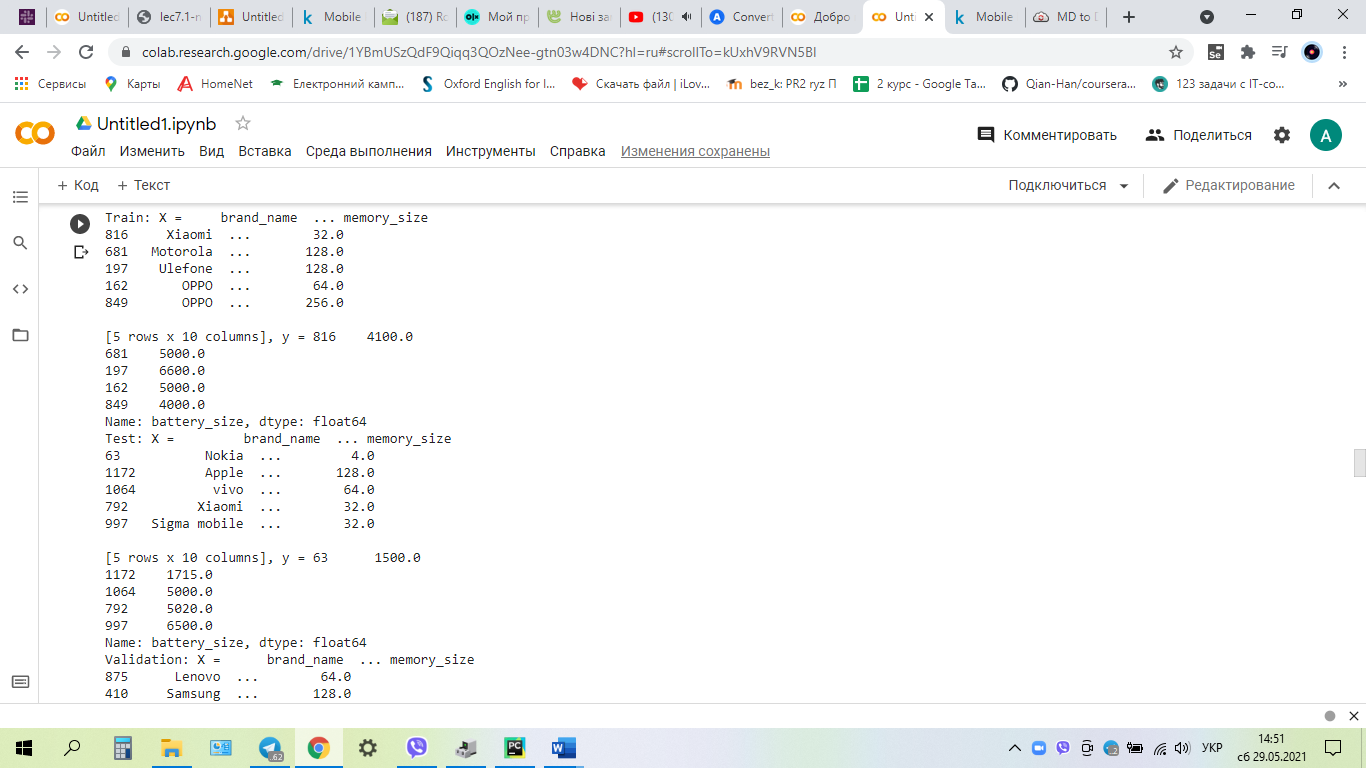 Untitled
lec7.1-n
Untitled
Mobile
(187) Ro
Мой пр
Нові за
(130
Convert
Добро
Unti
Mobile
MD to D
colab.research.google.com/drive/1YBmUSzQdF9Qiqq3QOzNee-gtn03w4DNC?hl=ru#scrollTo=kUxhV9RVN5BI
Сервисы
Карты
HomeNet
Електронний камп...
Oxford English for I...
Скачать файл | iLov...
bez_k: PR2 ryz П
2 курс - Google Та...
Qian-Han/coursera...
123 задачи с IT-со...
Untitled1.ipynb
Комментировать
Поделиться
А
Файл Изменить Вид Вставка Среда выполнения Инструменты Справка Изменения сохранены
+ Код + Текст
Подключиться
Редактирование
Train: X = brand_name ... memory_size
816 Xiaomi ... 32.0
681 Motorola ... 128.0
197 Ulefone ... 128.0
162 OPPO ... 64.0
849 OPPO ... 256.0
[5 rows x 10 columns], y = 816 4100.0
681 5000.0
197 6600.0
162 5000.0
849 4000.0
Name: battery_size, dtype: float64
Test: X = brand_name ... memory_size
63 Nokia ... 4.0
1172 Apple ... 128.0
1064 vivo ... 64.0
792 Xiaomi ... 32.0
997 Sigma mobile ... 32.0
[5 rows x 10 columns], y = 63 1500.0
1172 1715.0
1064 5000.0
792 5020.0
997 6500.0
Name: battery_size, dtype: float64
Validation: X = brand_name ... memory_size
875 Lenovo ... 64.0
410 Samsung ... 128.0
УКР
14:51
сб 29.05.2021